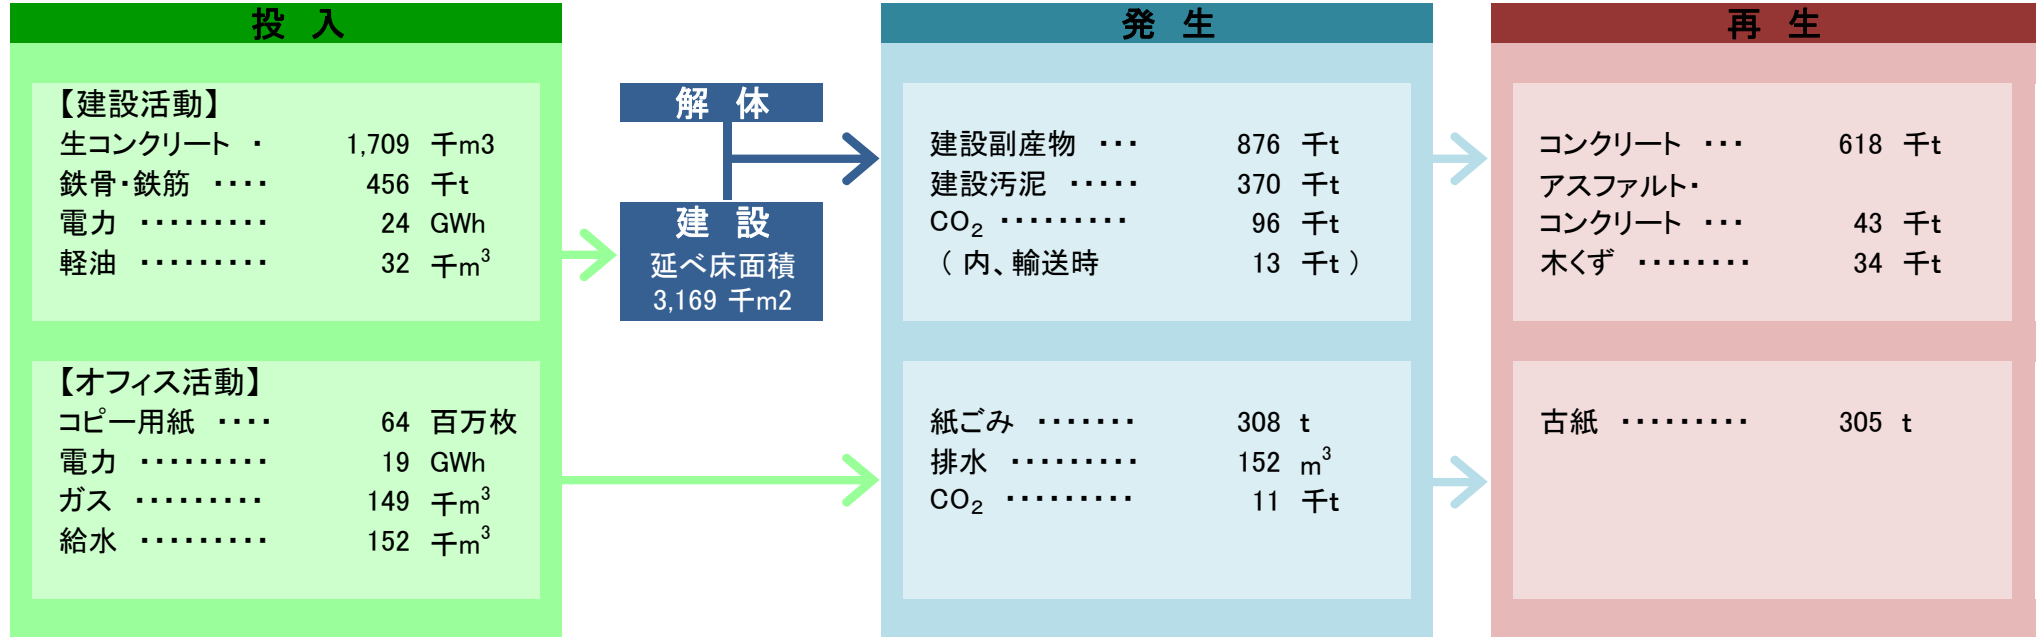 投 入
【建設活動】
生コンクリート ・ 1,709 千m3
鉄骨・鉄筋 ・・・・ 456 千t
電力 ・・・・・・・・・ 24 GWh
軽油 ・・・・・・・・・ 32 千m³
【オフィス活動】
コピー用紙 ・・・・ 64 百万枚
電力 ・・・・・・・・・ 19 GWh
ガス ・・・・・・・・・ 149 千m³
給水 ・・・・・・・・・ 152 千m³
解 体
建 設
延べ床面積
3,169 千m2
発 生
建設副産物 ・・・ 876 千t
建設汚泥 ・・・・・ 370 千t
CO₂ ・・・・・・・・・ 96 千t
（ 内、輸送時 13 千t ）
紙ごみ ・・・・・・・ 308 t
排水 ・・・・・・・・・ 152 m³
CO₂ ・・・・・・・・・ 11 千t
再 生
コンクリート ・・・ 618 千t
アスファルト・
コンクリート ・・・ 43 千t
木くず ・・・・・・・・ 34 千t
古紙 ・・・・・・・・・ 305 t